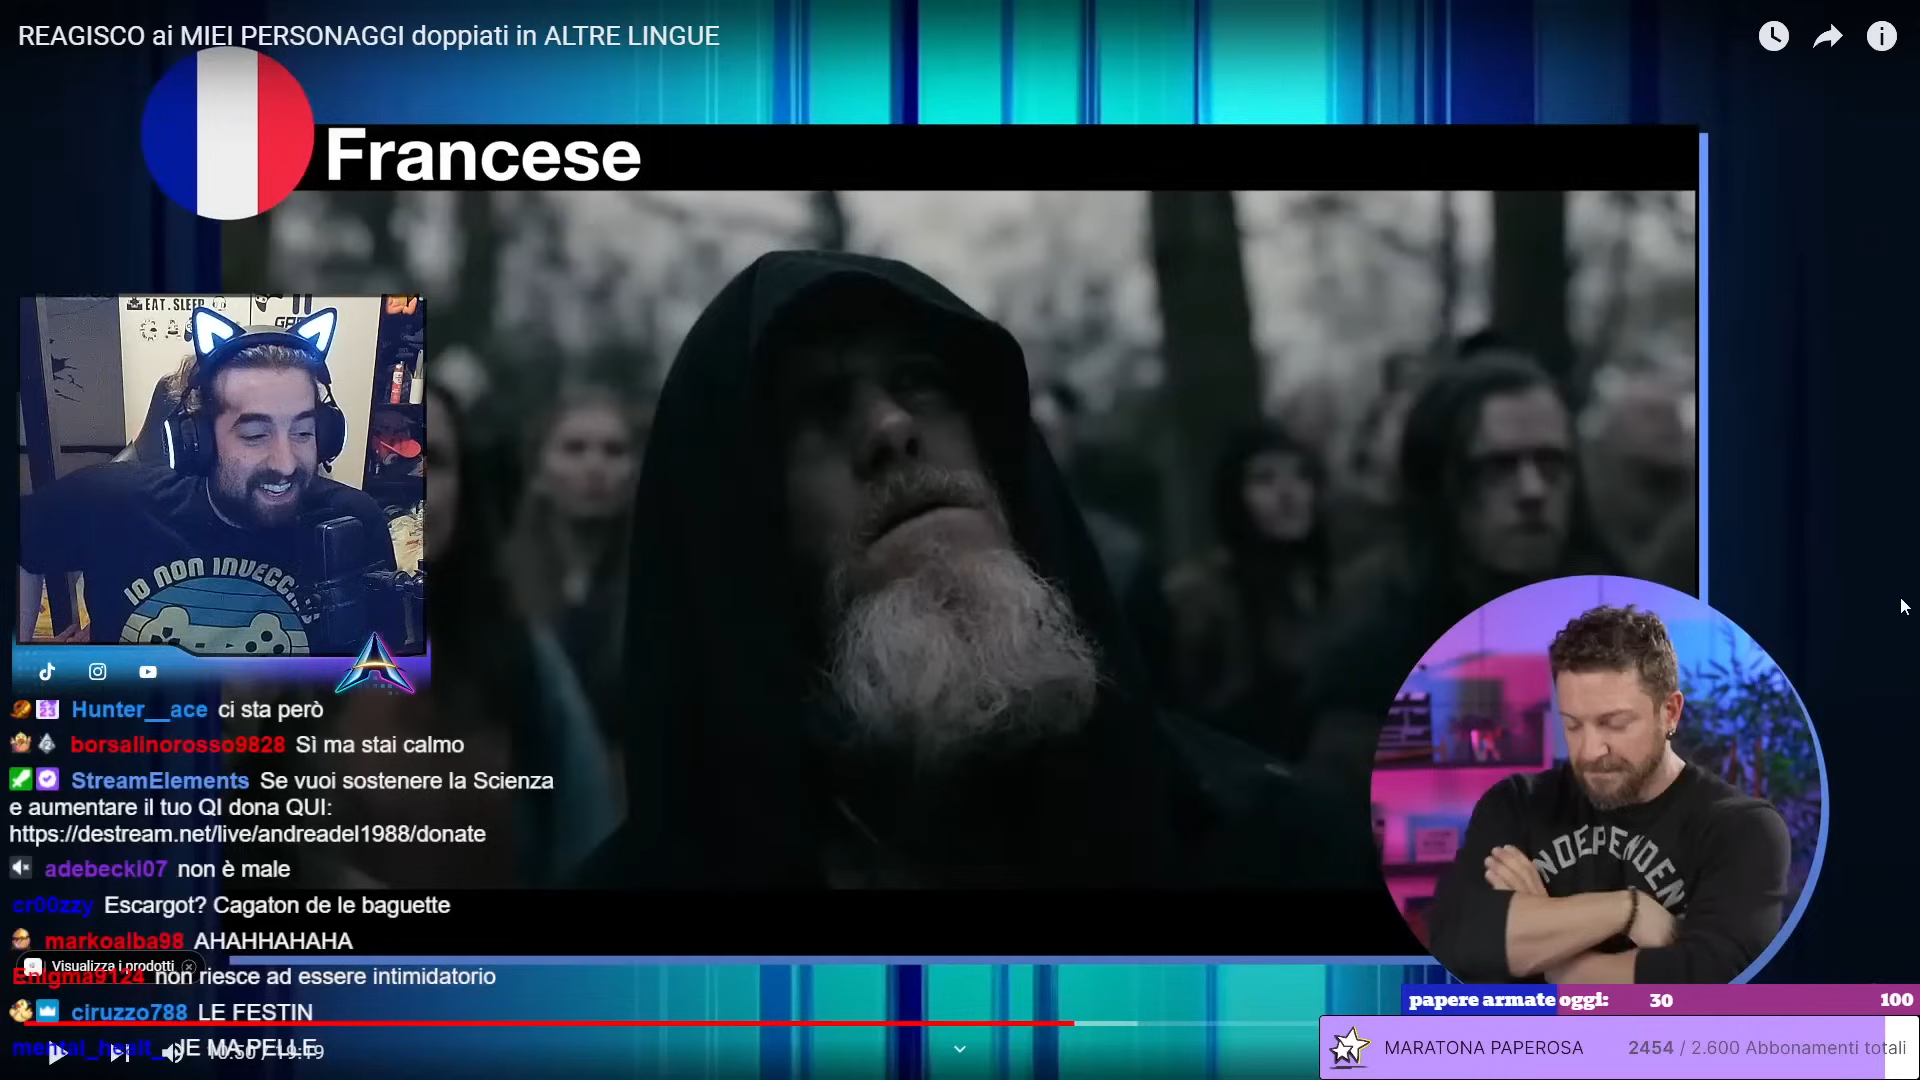 REAGISCO ai MIEI PERSONAGGI doppiati in ALTRE LINGUE
Francese
EAT.SLEEP
IO NON INVECC
Hunter__ace ci sta però
borsalinorosso9828 Sì ma stai calmo
StreamElements Se vuoi sostenere la Scienza
e aumentare il tuo QI dona QUI:
https://destream.net/live/andreadel1988/donate
adebecki07 non è male
cr00zzy Escargot? Cagaton de le baguette
markoalba98 AHAHHAHAHA
Visualizza i prodotti
Enigma9124 non riesce ad essere intimidatorio
ciruzzo788 LE FESTIN
mental_healt_ JE MA PELLE
INDEPENDENT
papere armate oggi: 30 100
MARATONA PAPEROSA 2454 / 2.600 Abbonamenti totali